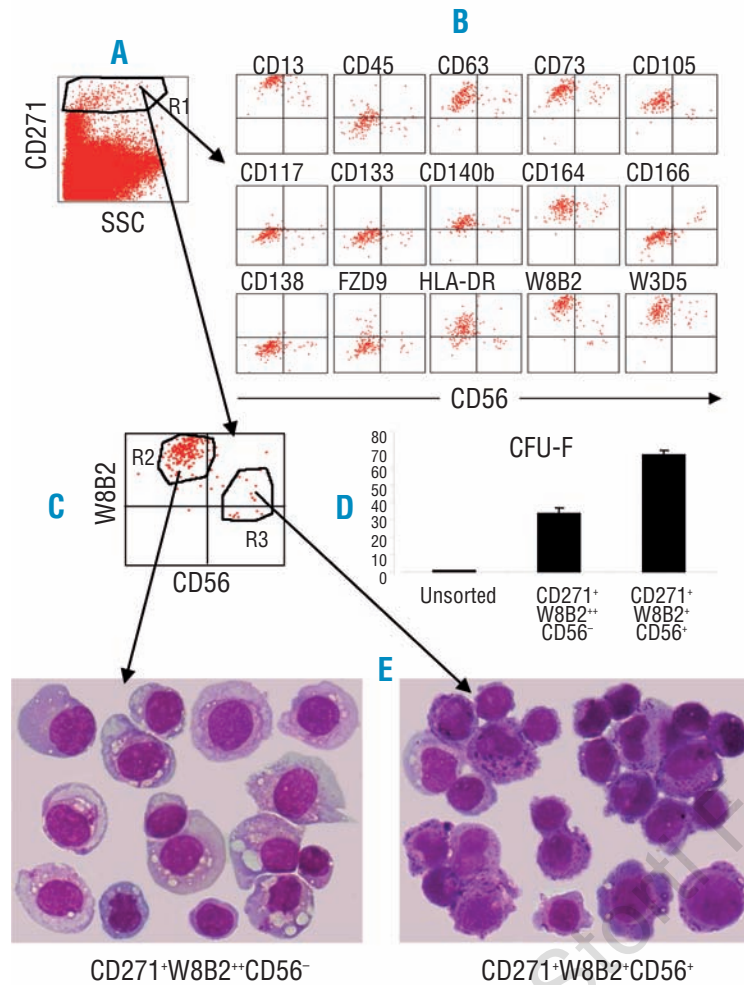 A
B
CD271
R1
SSC
CD13 CD45 CD63 CD73 CD105
CD117 CD133 CD140b CD164 CD166
CD138 FZD9 HLA-DR W8B2 W3D5
CD56
C
W8B2
R2
R3
CD56
D
CFU-F
80
70
60
50
40
30
20
10
0
Unsorted
CD271⁺
W8B2⁺⁺
CD56⁻
CD271⁺
W8B2⁺
CD56⁺
E
CD271⁺W8B2⁺⁺CD56⁻
CD271⁺W8B2⁺CD56⁺